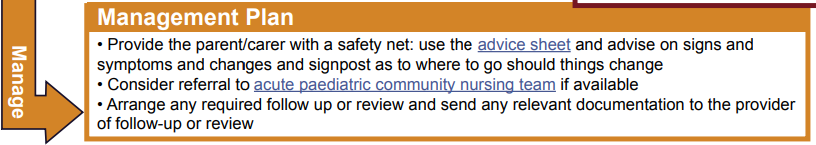 Management Plan
• Provide the parent/carer with a safety net: use the advice sheet and advise on signs and
symptoms and changes and signpost as to where to go should things change
• Consider referral to acute paediatric community nursing team if available
• Arrange any required follow up or review and send any relevant documentation to the provider
of follow-up or review
Manage